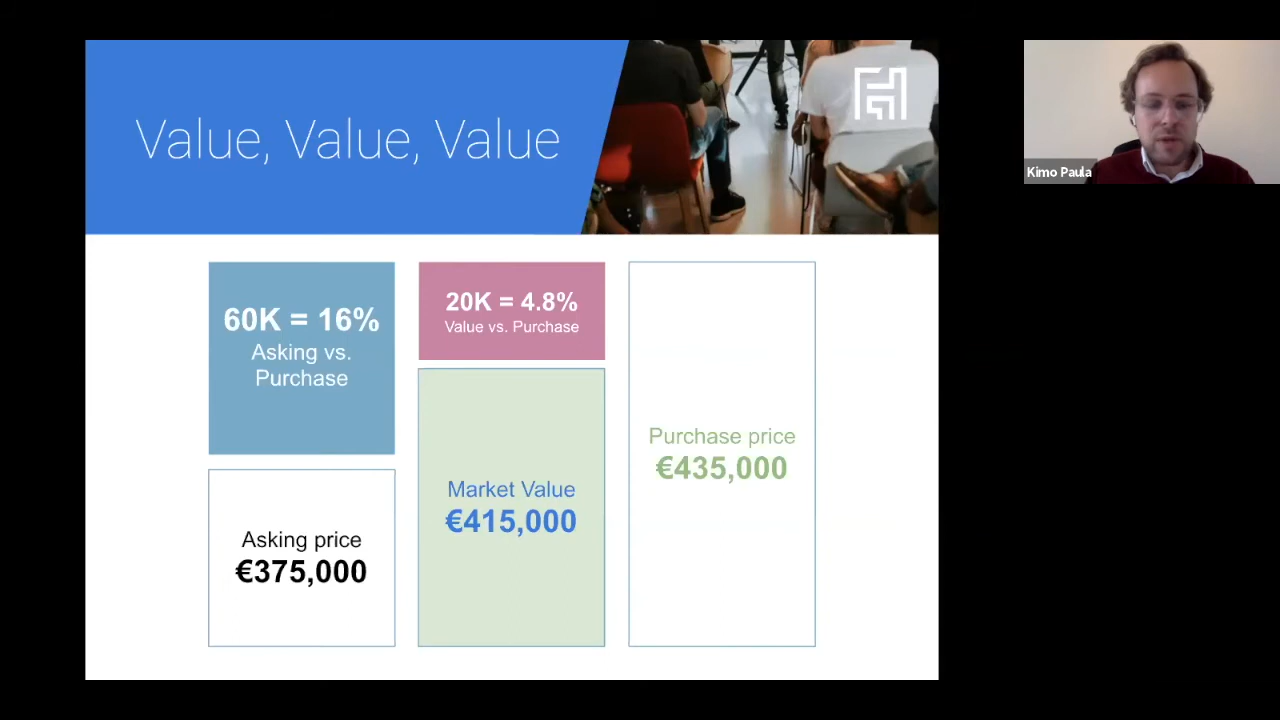 Value, Value, Value
Kimo Paula
60K = 16%
Asking vs.
Purchase
Asking price
€375,000
20K = 4.8%
Value vs. Purchase
Market Value
€415,000
Purchase price
€435,000